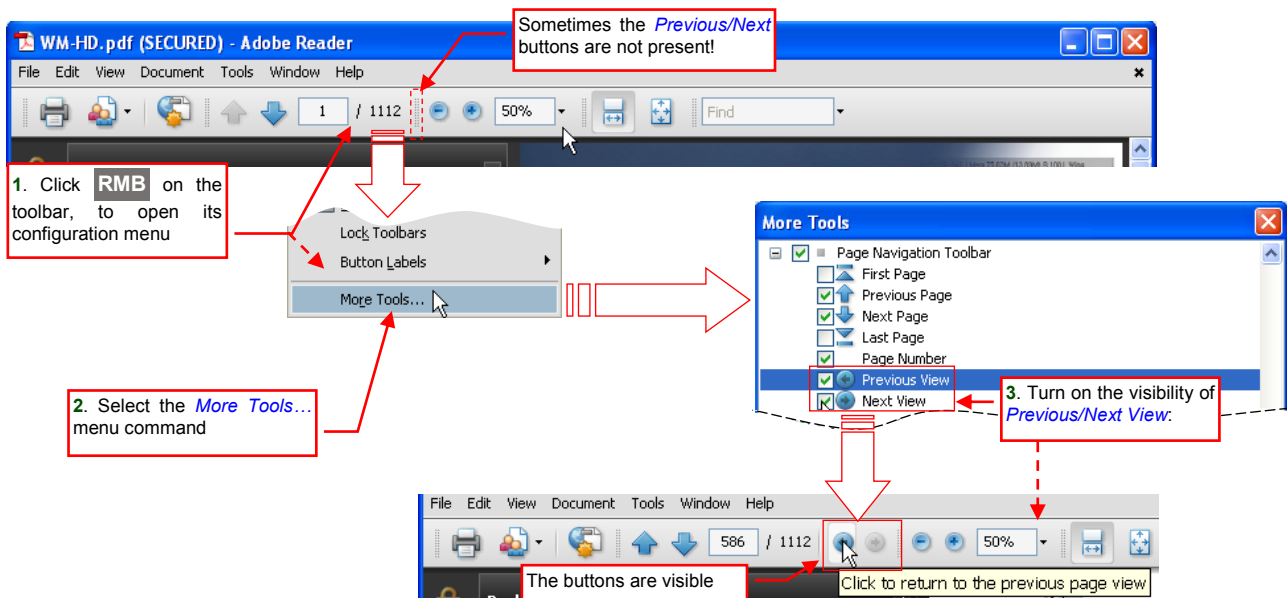 Sometimes the Previous/Next
buttons are not present!
WM-HD.pdf (SECURED) - Adobe Reader
File Edit View Document Tools Window Help
1 / 1112 50% Find
1. Click RMB on the
toolbar, to open its
configuration menu
Lock Toolbars
Button Labels
More Tools...
2. Select the More Tools…
menu command
More Tools
Page Navigation Toolbar
First Page
Previous Page
Next Page
Last Page
Page Number
Previous View
Next View
3. Turn on the visibility of
Previous/Next View:
File Edit View Document Tools Window Help
586 / 1112 50%
The buttons are visible
Click to return to the previous page view